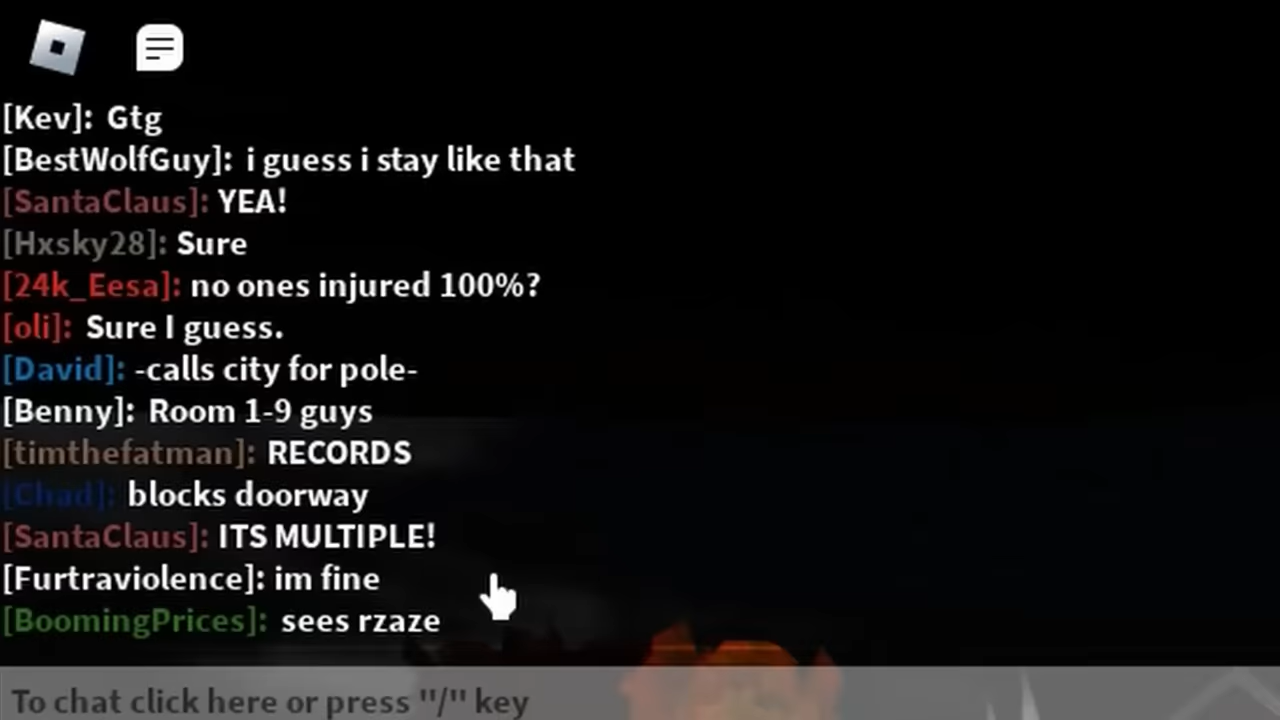 [Kev]: Gtg
[BestWolfGuy]: i guess i stay like that
[SantaClaus]: YEA!
[Hxsky28]: Sure
[24k_Eesa]: no ones injured 100%?
[oli]: Sure I guess.
[David]: -calls city for pole-
[Benny]: Room 1-9 guys
[timthefatman]: RECORDS
[Chad]: blocks doorway
[SantaClaus]: ITS MULTIPLE!
[Furtraviolence]: im fine
[BoomingPrices]: sees rzaze
To chat click here or press "/" key